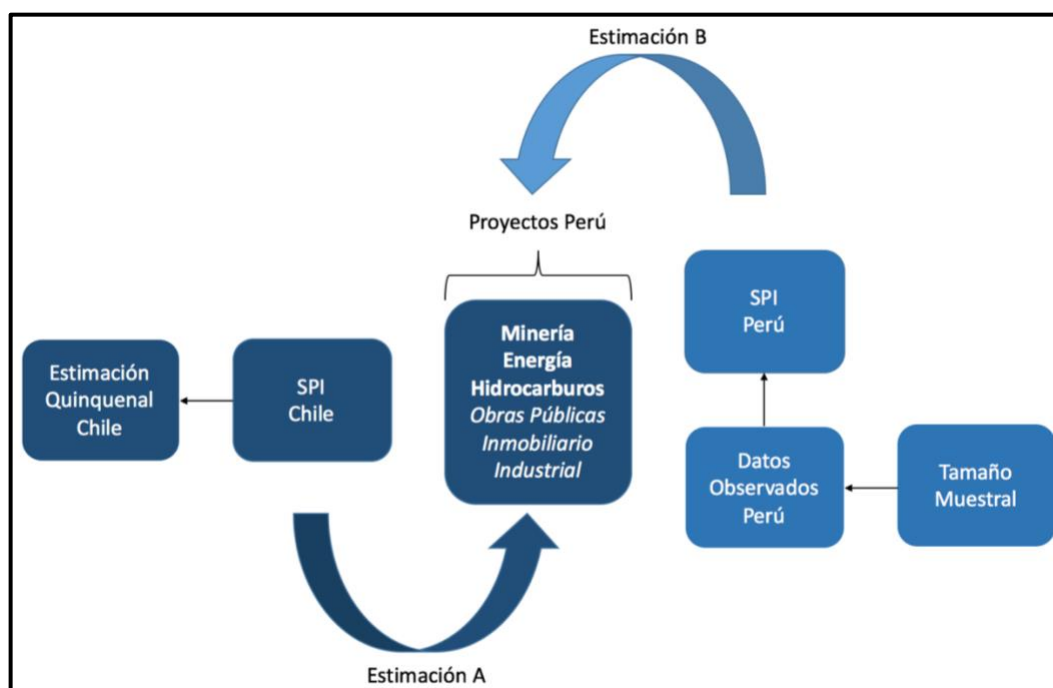 Estimación B
Proyectos Perú
Minería
Energía
Hidrocarburos
Obras Públicas
Inmobiliario
Industrial
SPI
Perú
Estimación
Quinquenal
Chile
SPI
Chile
Datos
Observados
Perú
Tamaño
Muestral
Estimación A